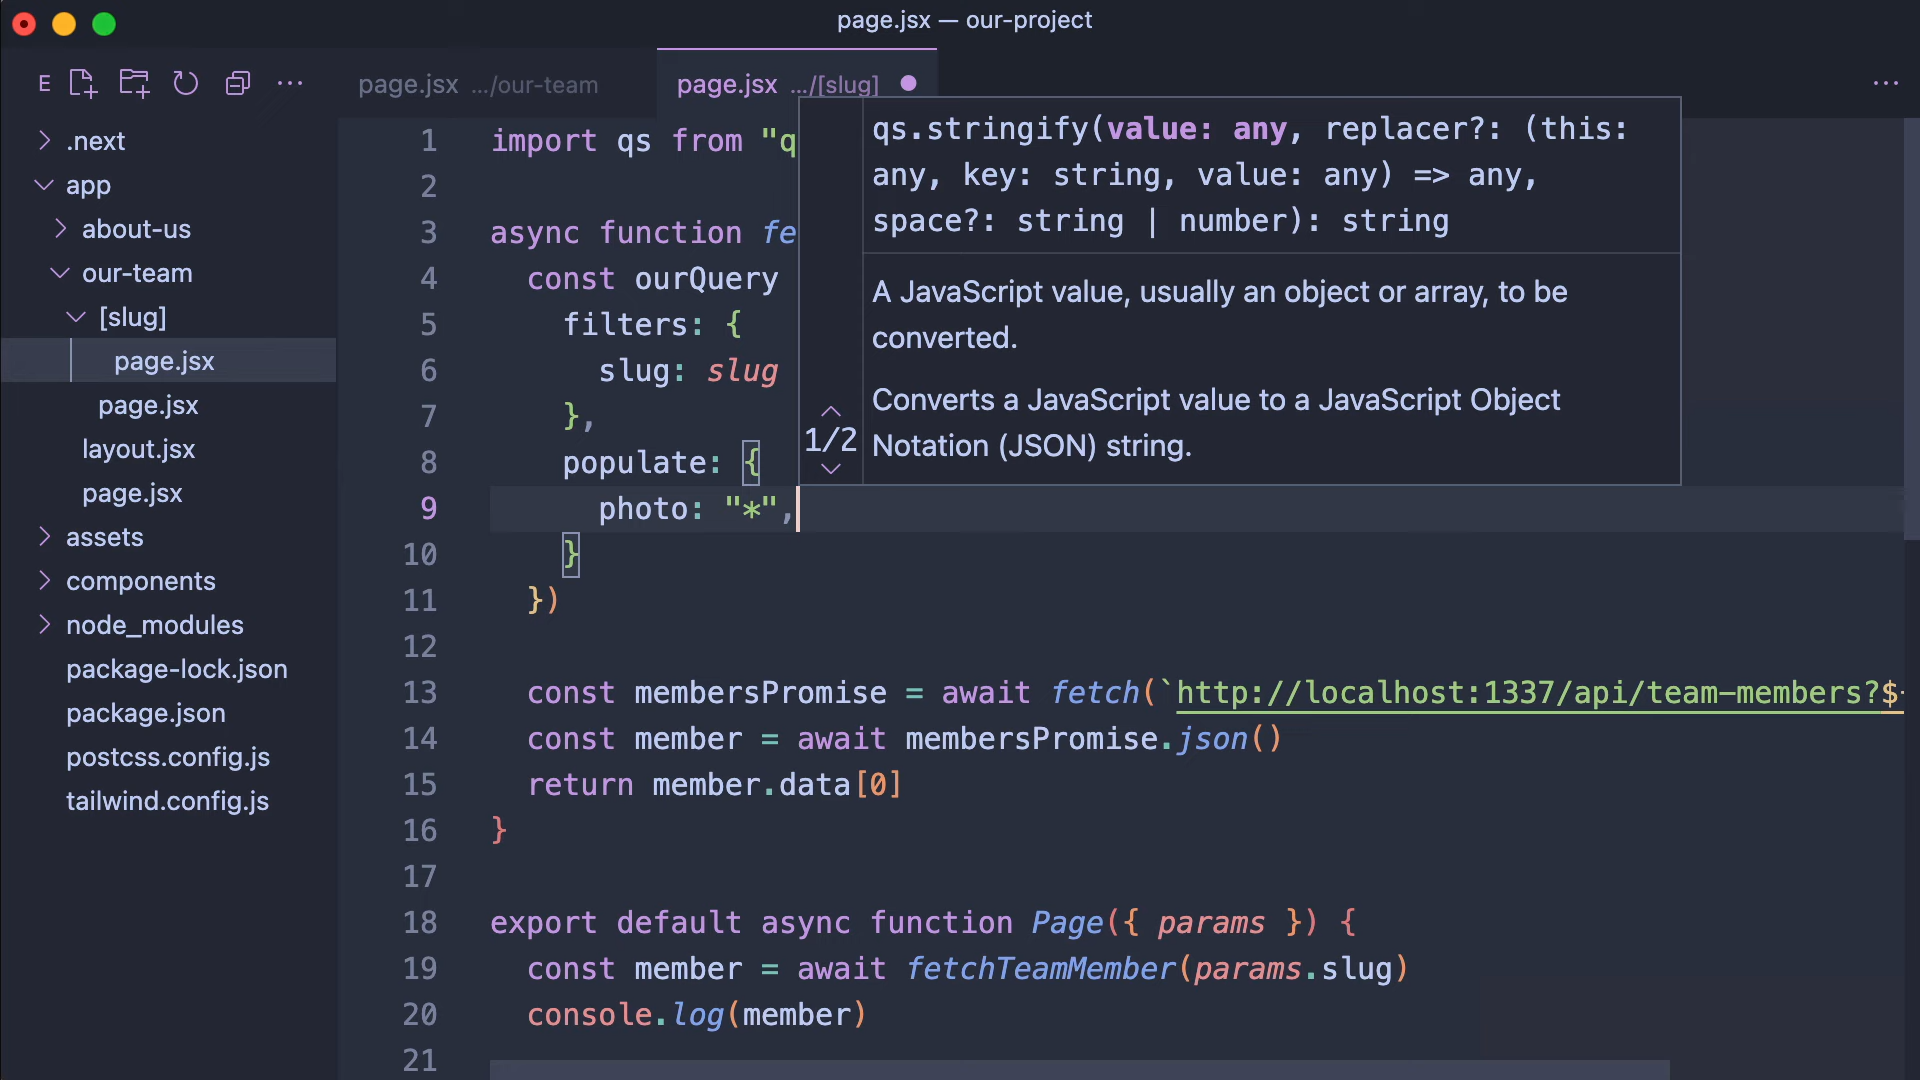 page.jsx — our-project
E
page.jsx .../our-team
page.jsx .../[slug]
.next
app
about-us
our-team
[slug]
page.jsx
page.jsx
layout.jsx
page.jsx
assets
components
node_modules
package-lock.json
package.json
postcss.config.js
tailwind.config.js
1 import qs from "q
2
3 async function fe
4 const ourQuery
5 filters: {
6 slug: slug
7 },
8 populate: {
9 photo: "*",
10 }
11 })
12
13 const membersPromise = await fetch(`http://localhost:1337/api/team-members?$
14 const member = await membersPromise.json()
15 return member.data[0]
16 }
17
18 export default async function Page({ params }) {
19 const member = await fetchTeamMember(params.slug)
20 console.log(member)
21
qs.stringify(value: any, replacer?: (this:
any, key: string, value: any) => any,
space?: string | number): string
A JavaScript value, usually an object or array, to be
converted.
1/2
Converts a JavaScript value to a JavaScript Object
Notation (JSON) string.